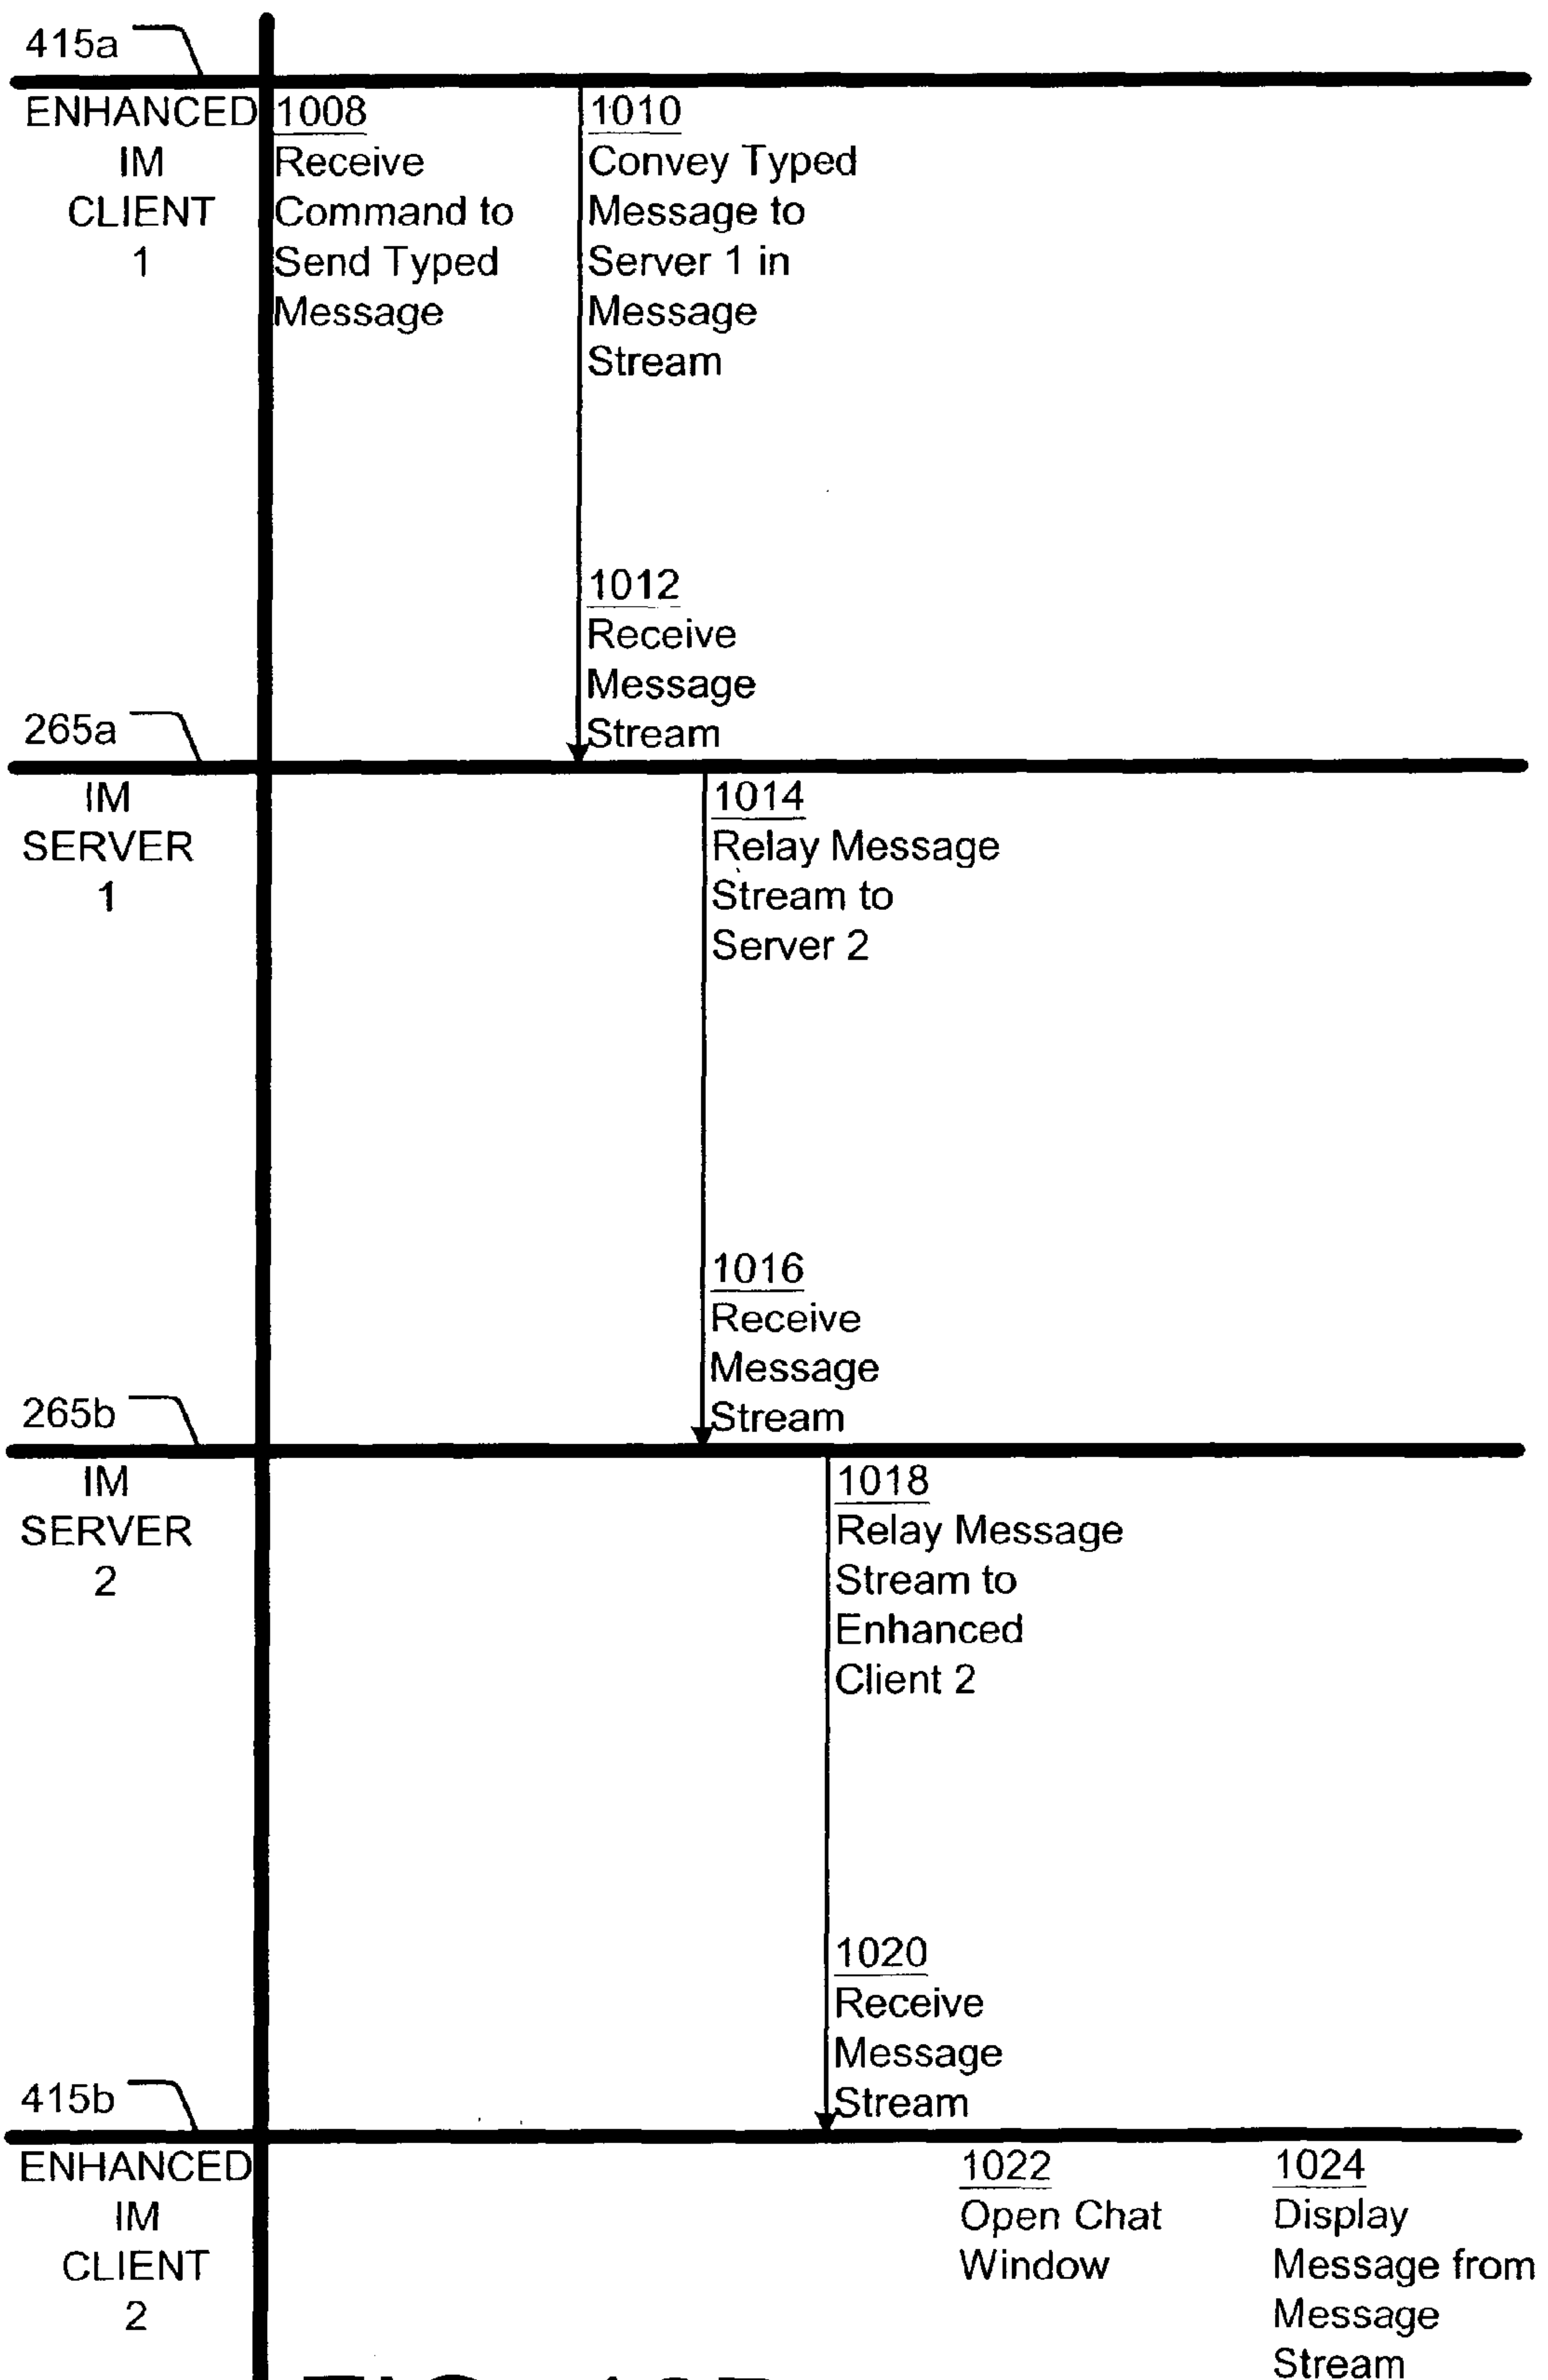 415a
ENHANCED
IM
CLIENT
1
1008
Receive
Command to
Send Typed
Message
1010
Convey Typed
Message to
Server 1 in
Message
Stream
1012
Receive
Message
Stream
265a
IM
SERVER
1
1014
Relay Message
Stream to
Server 2
1016
Receive
Message
Stream
265b
IM
SERVER
2
1018
Relay Message
Stream to
Enhanced
Client 2
1020
Receive
Message
Stream
415b
ENHANCED
IM
CLIENT
2
1022
Open Chat
Window
1024
Display
Message from
Message
Stream